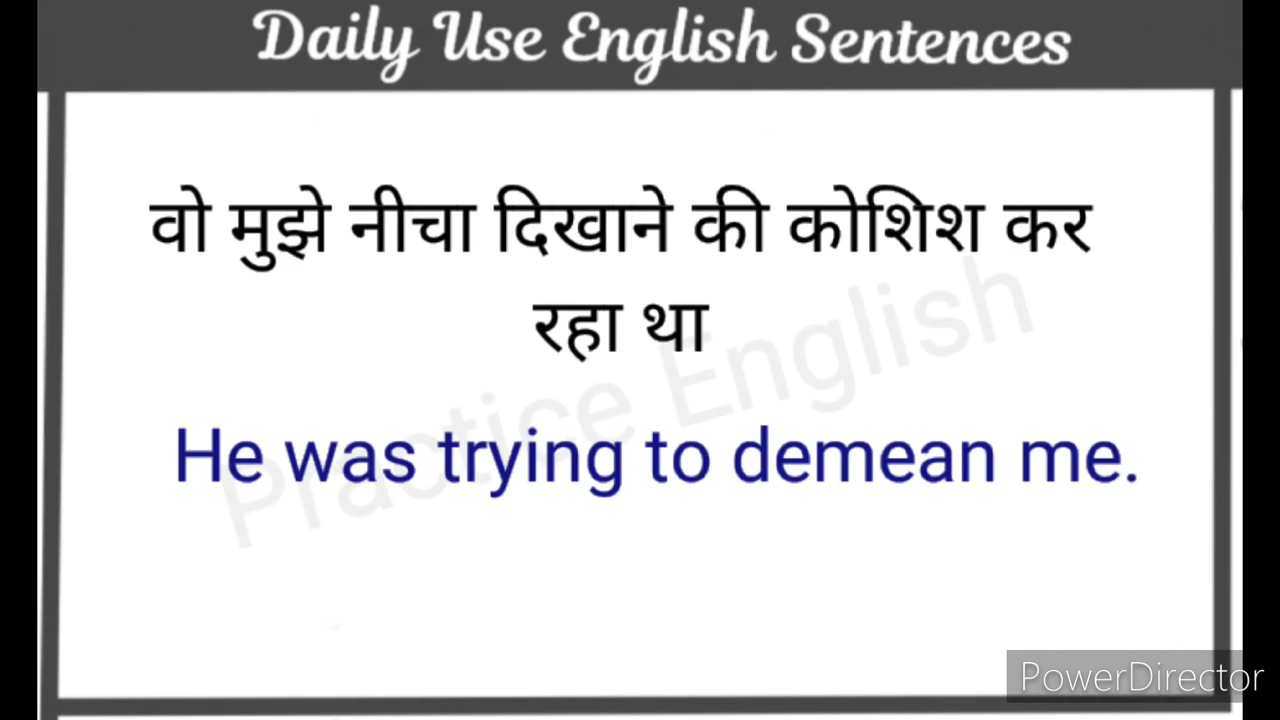 Daily Use English Sentences
वो मुझे नीचा दिखाने की कोशिश कर
रहा था
Practice English
He was trying to demean me.
PowerDirector